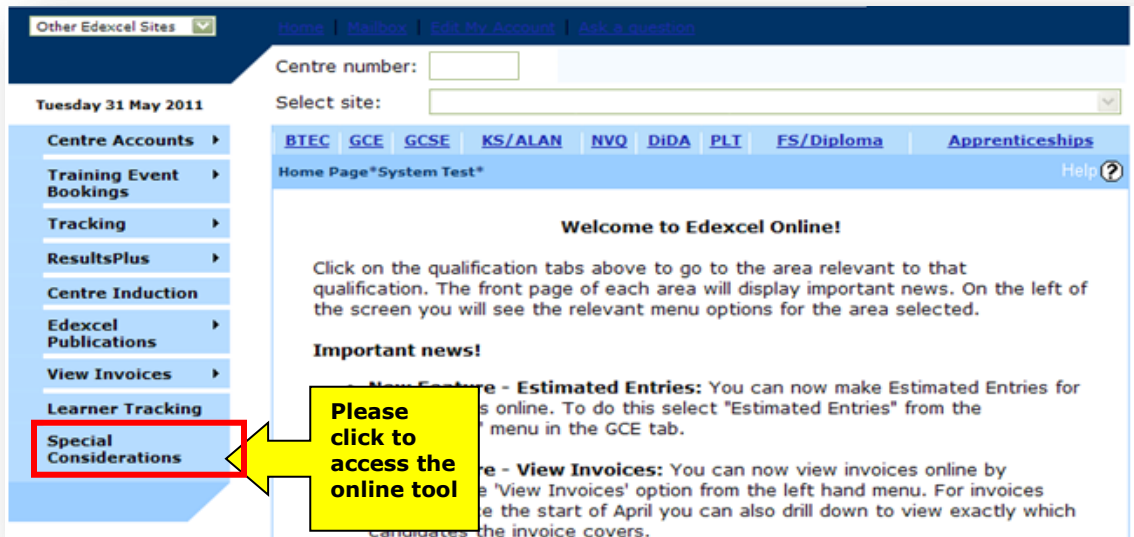 Other Edexcel Sites
Home | Mailbox | Edit My Account | Ask a question
Centre number:
Tuesday 31 May 2011
Select site:
BTEC GCE GCSE KS/ALAN NVQ DiDA PLT FS/Diploma Apprenticeships
Home Page*System Test*
Help ?
Centre Accounts
Training Event
Bookings
Tracking
ResultsPlus
Centre Induction
Edexcel
Publications
View Invoices
Learner Tracking
Special
Considerations
Please
click to
access the
online tool
Welcome to Edexcel Online!
Click on the qualification tabs above to go to the area relevant to that
qualification. The front page of each area will display important news. On the left of
the screen you will see the relevant menu options for the area selected.
Important news!
New Feature - Estimated Entries: You can now make Estimated Entries for
s online. To do this select "Estimated Entries" from the
" menu in the GCE tab.
re - View Invoices: You can now view invoices online by
e 'View Invoices' option from the left hand menu. For invoices
e the start of April you can also drill down to view exactly which
candidates the invoice covers.